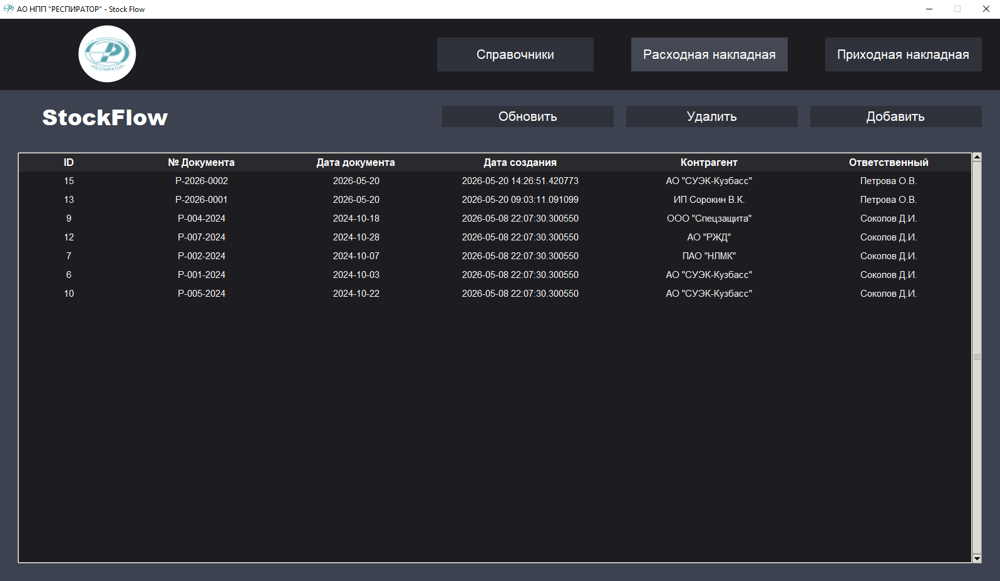 АО НПП "РЕСПИРАТОР" - Stock Flow
•РЕСПИРАТОР•
Справочники Расходная накладная Приходная накладная
StockFlow Обновить Удалить Добавить
ID № Документа Дата документа Дата создания Контрагент Ответственный
15 Р-2026-0002 2026-05-20 2026-05-20 14:26:51.420773 АО "СУЭК-Кузбасс" Петрова О.В.
13 Р-2026-0001 2026-05-20 2026-05-20 09:03:11.091099 ИП Сорокин В.К. Петрова О.В.
9 Р-004-2024 2024-10-18 2026-05-08 22:07:30.300550 ООО "Спецзащита" Соколов Д.И.
12 Р-007-2024 2024-10-28 2026-05-08 22:07:30.300550 АО "РЖД" Соколов Д.И.
7 Р-002-2024 2024-10-07 2026-05-08 22:07:30.300550 ПАО "НЛМК" Соколов Д.И.
6 Р-001-2024 2024-10-03 2026-05-08 22:07:30.300550 АО "СУЭК-Кузбасс" Соколов Д.И.
10 Р-005-2024 2024-10-22 2026-05-08 22:07:30.300550 АО "СУЭК-Кузбасс" Соколов Д.И.